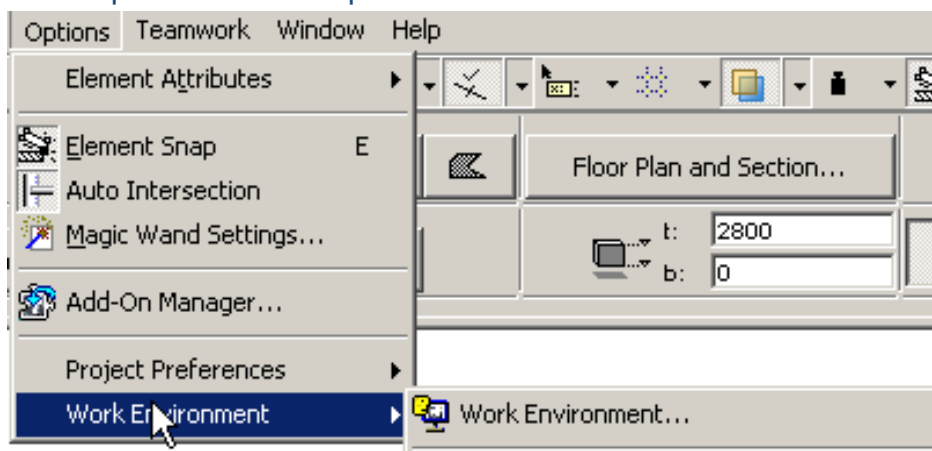 Options Teamwork Window Help
Element Attributes
Element Snap E
Auto Intersection
Magic Wand Settings...
Add-On Manager...
Project Preferences
Work Environment
Work Environment...
Floor Plan and Section...
t: 2800
b: 0